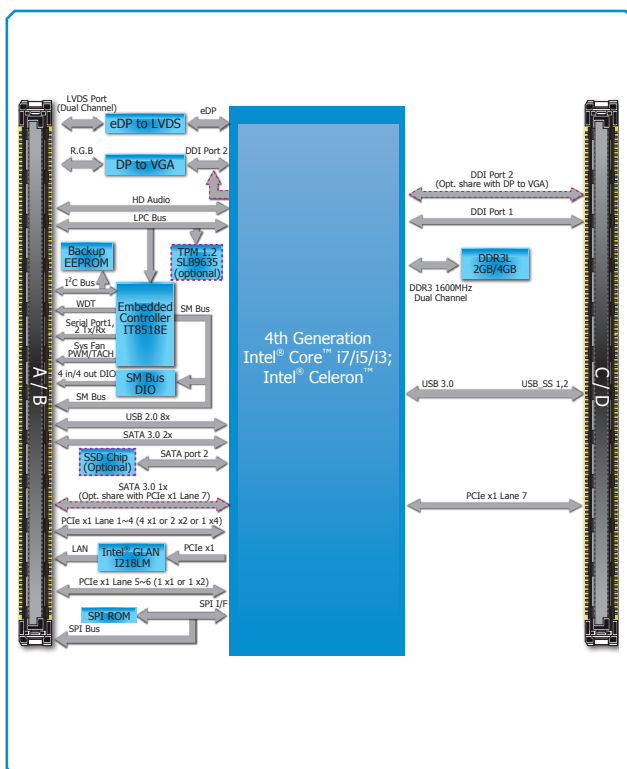 LVDS Port
(Dual Channel)
eDP to LVDS
eDP
R.G.B
DP to VGA
DDI Port 2
HD Audio
LPC Bus
Backup
EEPROM
TPM 1.2
SLB9635
(optional)
I²C Bus
WDT
Serial Port1,
2 Tx/Rx
Sys Fan
PWM/TACH
Embedded
Controller
IT8518E
SM Bus
4 in/4 out DIO
SM Bus
DIO
SM Bus
USB 2.0 8x
SATA 3.0 2x
SSD Chip
(Optional)
SATA port 2
SATA 3.0 1x
(Opt. share with PCIe x1 Lane 7)
PCIe x1 Lane 1~4 (4 x1 or 2 x2 or 1 x4)
LAN
Intel® GLAN
I218LM
PCIe x1
PCIe x1 Lane 5~6 (1 x1 or 1 x2)
SPI ROM
SPI I/F
SPI Bus
A / B
4th Generation
Intel® Core™ i7/i5/i3;
Intel® Celeron™
DDI Port 2
(Opt. share with DP to VGA)
DDI Port 1
DDR3L
2GB/4GB
DDR3 1600MHz
Dual Channel
USB 3.0
USB_SS 1,2
PCIe x1 Lane 7
C / D